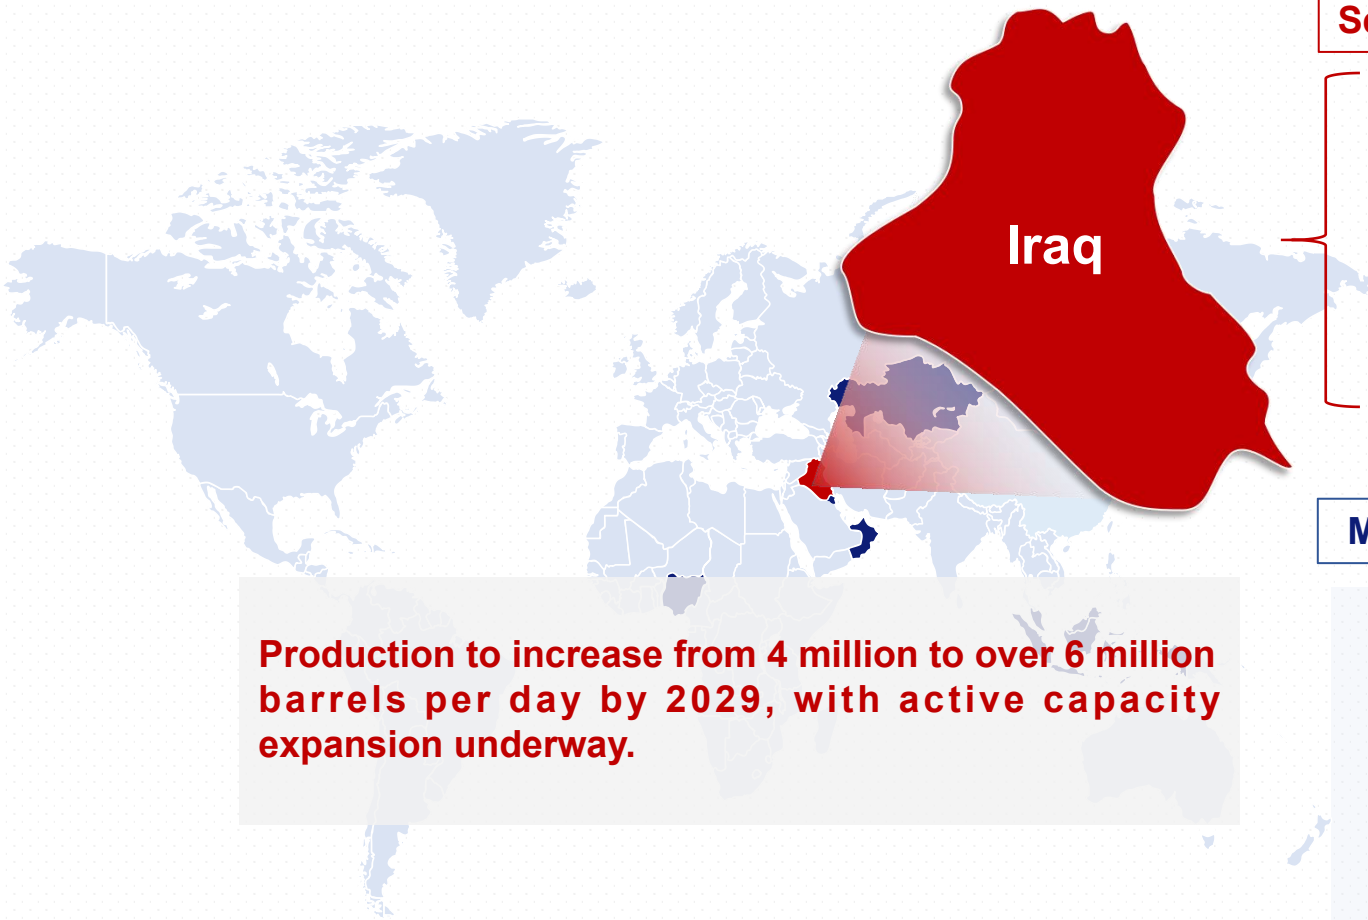 Iraq
Production to increase from 4 million to over 6 million
barrels per day by 2029, with active capacity
expansion underway.